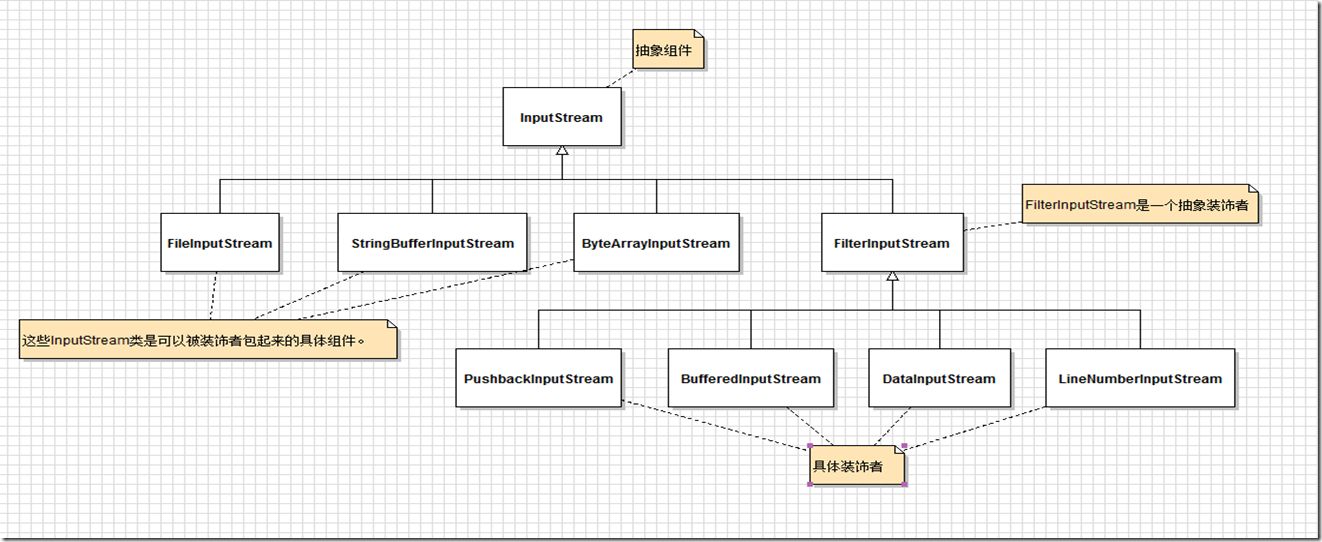 抽象组件
InputStream
FilterInputStream是一个抽象装饰者
FileInputStream
StringBufferInputStream
ByteArrayInputStream
FilterInputStream
这些InputStream类是可以被装饰者包起来的具体组件。
PushbackInputStream
BufferedInputStream
DataInputStream
LineNumberInputStream
具体装饰者